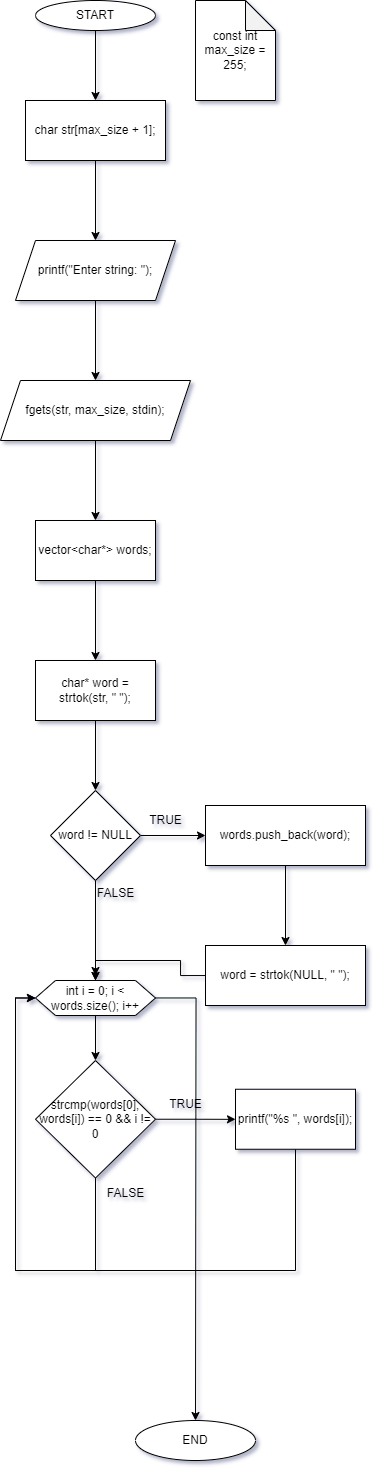 START
const int
max_size =
255;
char str[max_size + 1];
printf("Enter string: ");
fgets(str, max_size, stdin);
vector<char*> words;
char* word =
strtok(str, " ");
word != NULL
TRUE
words.push_back(word);
FALSE
word = strtok(NULL, " ");
int i = 0; i <
words.size(); i++
strcmp(words[0],
words[i]) == 0 && i !=
0
TRUE
printf("%s ", words[i]);
FALSE
END